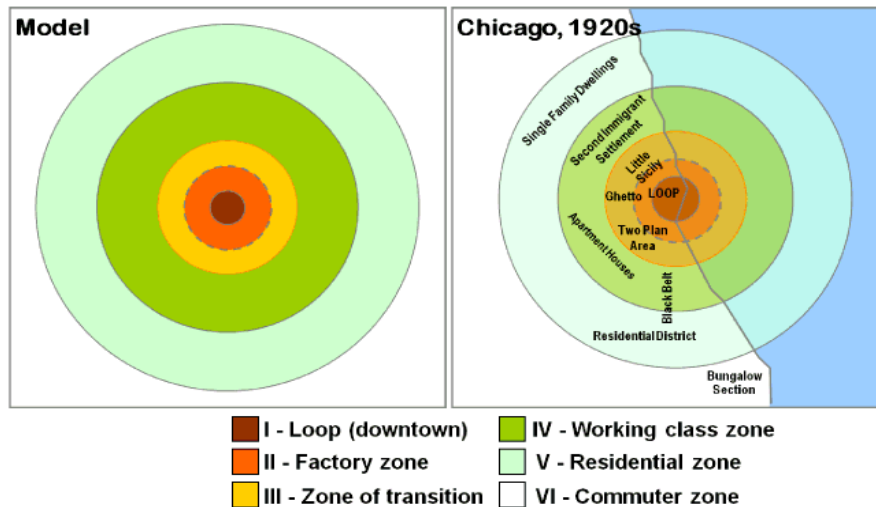 Model
Chicago, 1920s
Single Family Dwellings
Second Immigrant
Settlement
Little
Sicily
Ghetto
LOOP
Two Plan
Area
Apartment Houses
Black Belt
Residential District
Bungalow
Section
I - Loop (downtown)
II - Factory zone
III - Zone of transition
IV - Working class zone
V - Residential zone
VI - Commuter zone